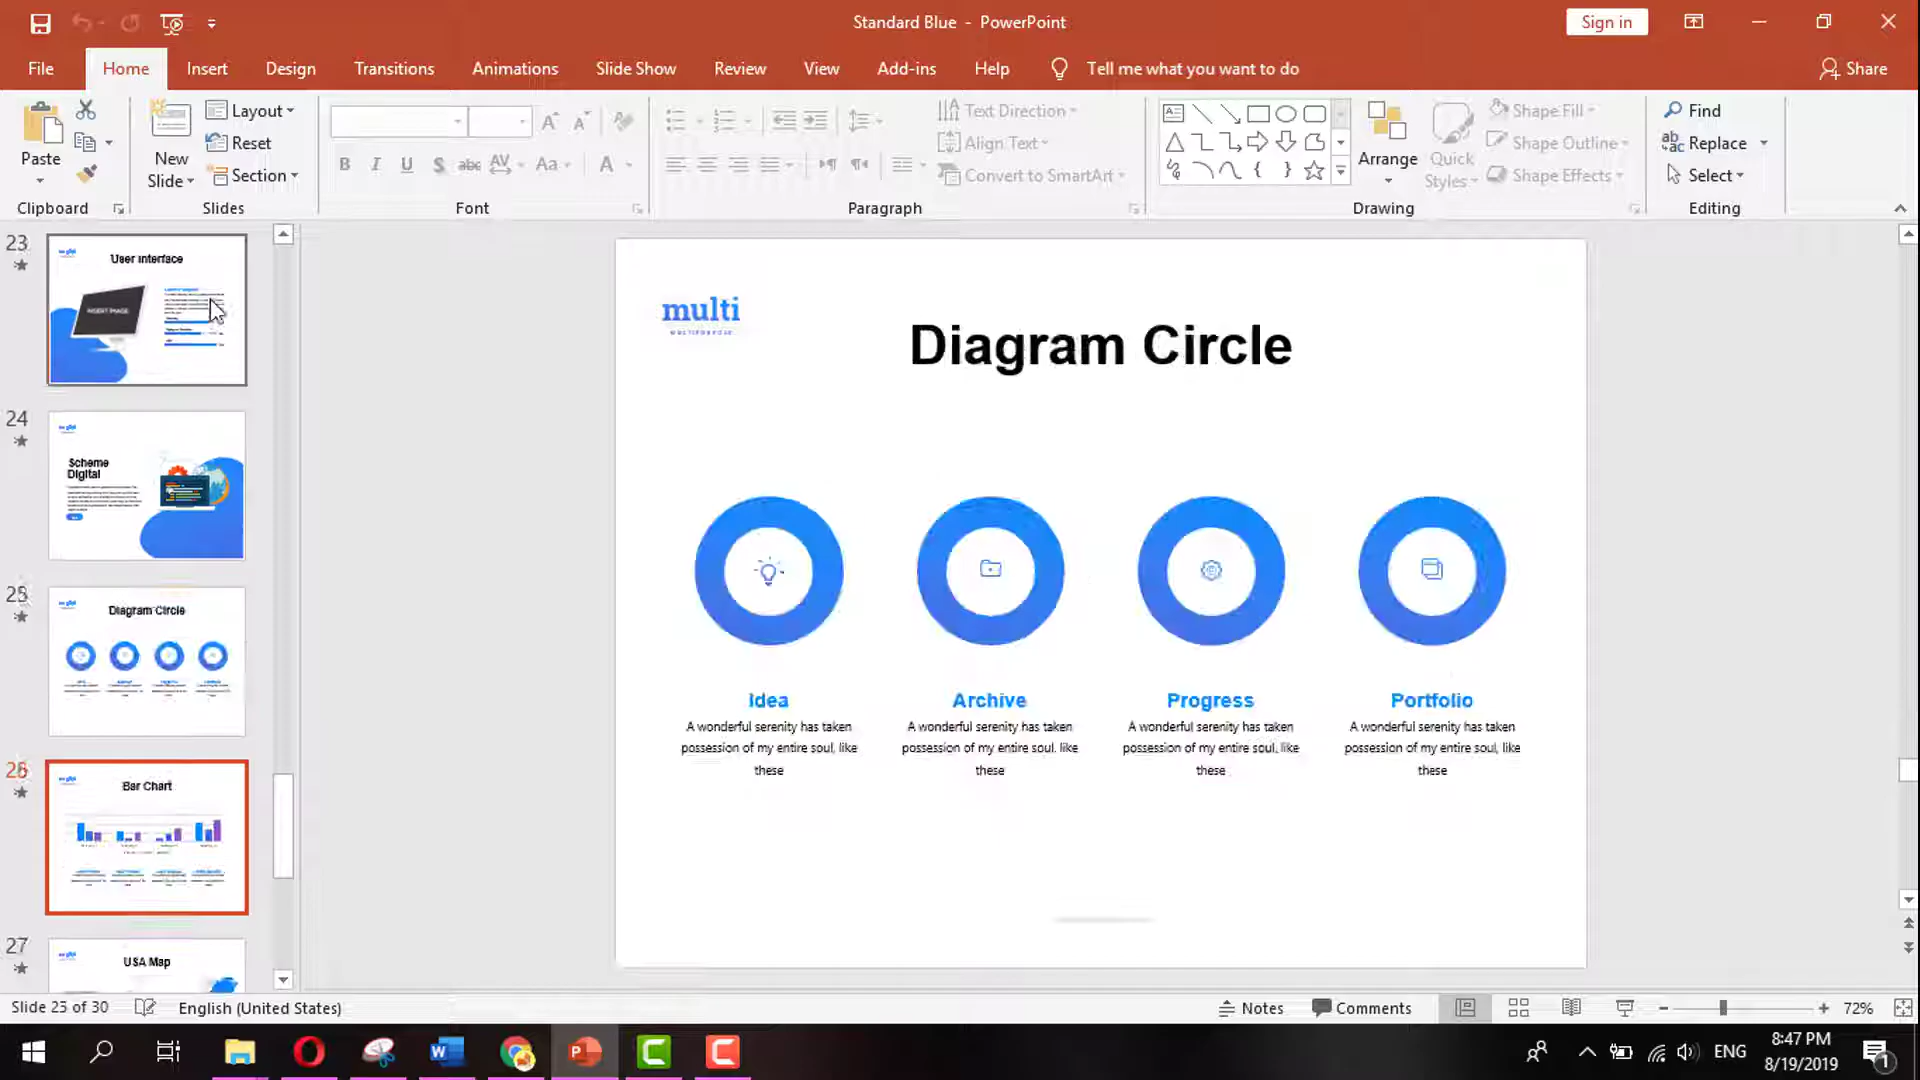 Standard Blue - PowerPoint
Sign in
File Home Insert Design Transitions Animations Slide Show Review View Add-ins Help Tell me what you want to do Share
Paste
Clipboard
New Slide
Layout
Reset
Section
Slides
B I U S abc AV Aa A
Font
Text Direction
Align Text
Convert to SmartArt
Paragraph
Arrange
Quick Styles
Shape Fill
Shape Outline
Shape Effects
Drawing
Find
Replace
Select
Editing
23
User Interface
INSERT IMAGE
24
Scheme
Digital
25
Diagram Circle
26
Bar Chart
27
USA Map
multi
MULTIPURPOSE
Diagram Circle
Idea
A wonderful serenity has taken
possession of my entire soul, like
these
Archive
A wonderful serenity has taken
possession of my entire soul, like
these
Progress
A wonderful serenity has taken
possession of my entire soul, like
these
Portfolio
A wonderful serenity has taken
possession of my entire soul, like
these
Slide 25 of 30 English (United States) Notes Comments 72%
ENG
8:47 PM
8/19/2019
1